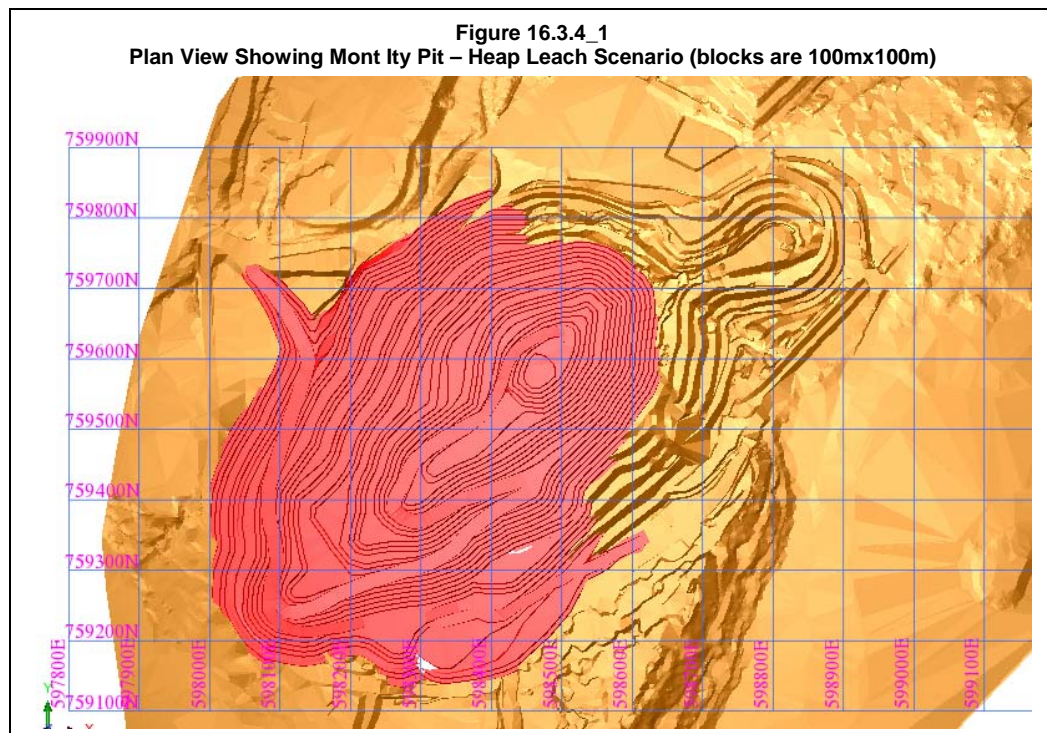 Figure 16.3.4_1
Plan View Showing Mont Ity Pit – Heap Leach Scenario (blocks are 100mx100m)
759900N
759800N
759700N
759600N
759500N
759400N
759300N
759200N
759100N
597800E
597900E
598000E
598100E
598200E
598500E
598600E
598800E
598900E
599000E
599100E
Y
X